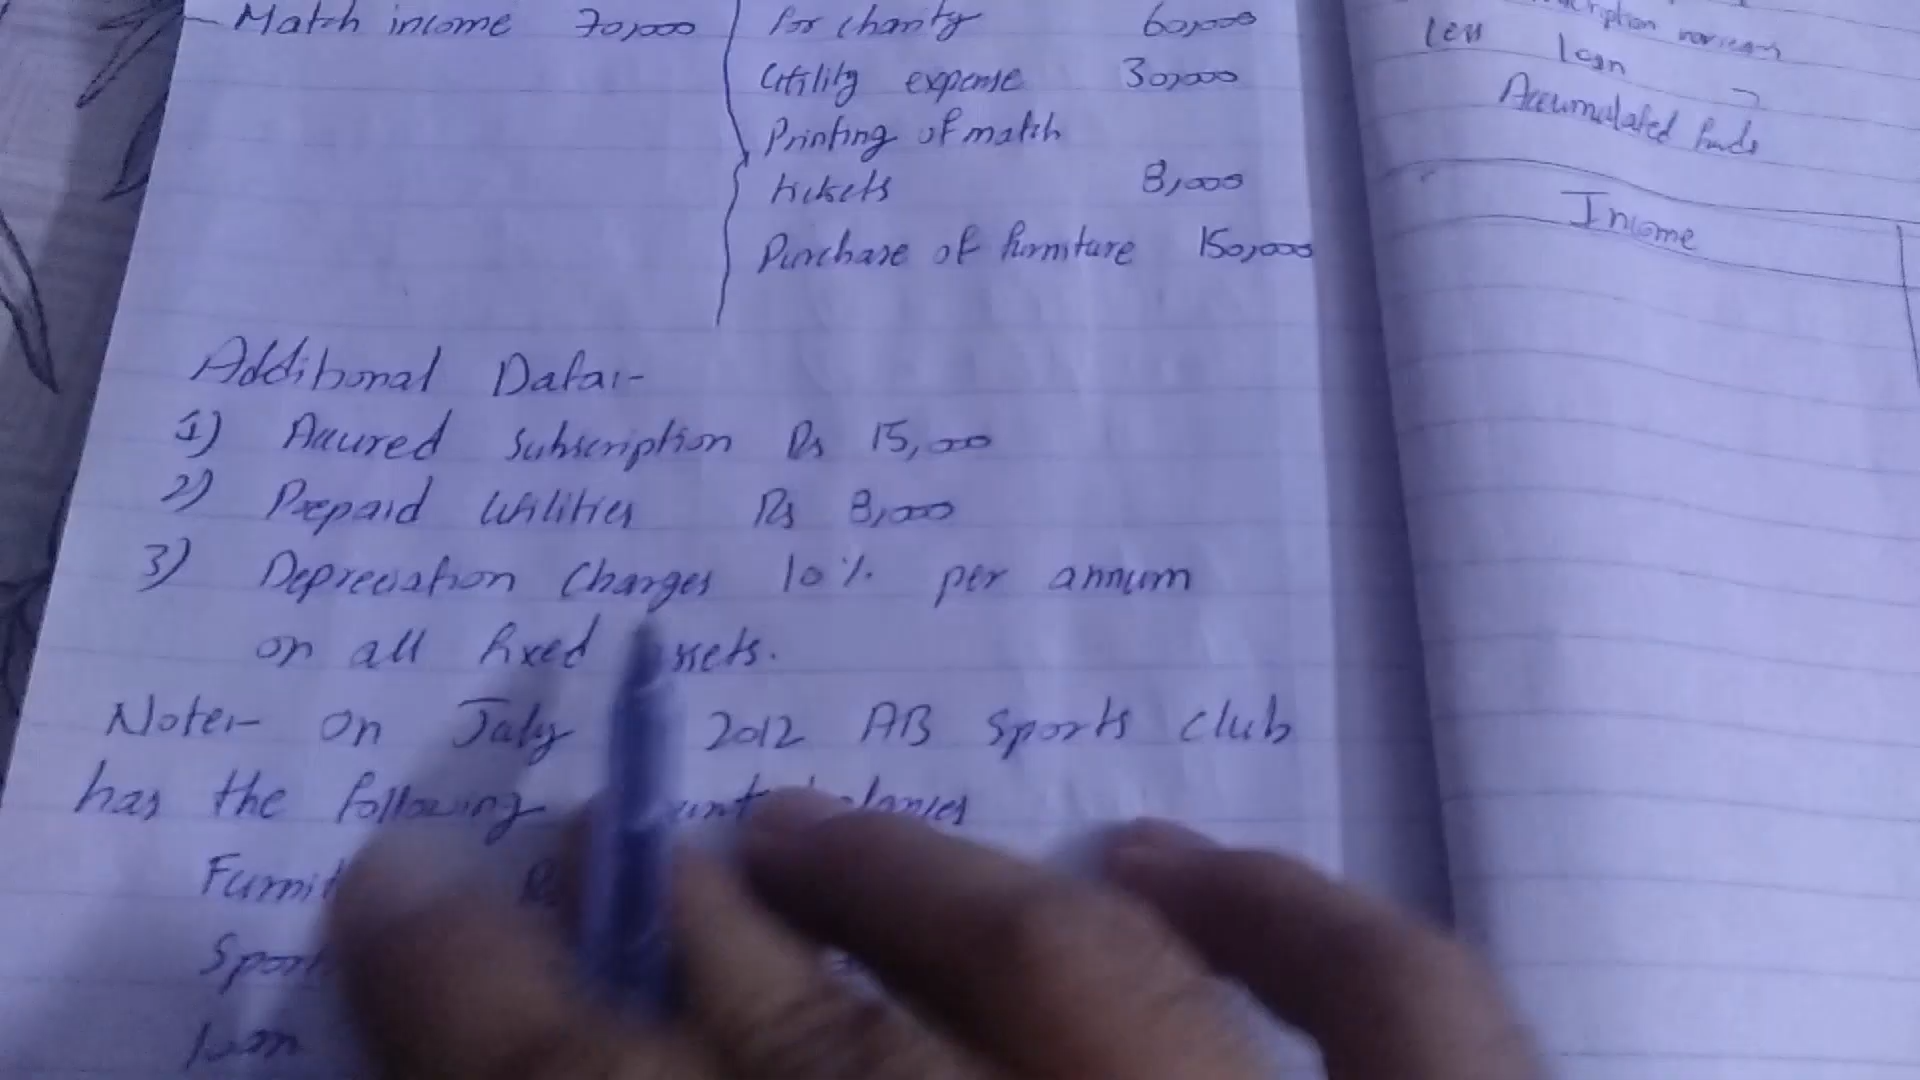 Match income 70,000
for charity 60,000
Utility expense 30,000
Printing of match
tickets 8,000
Purchase of furniture 150,000
Additional Data:-
1) Accured Subscription Rs 15,000
2) Prepaid Utilities Rs 8,000
3) Depreciation Charges 10% per annum
on all fixed
Note:- On July 2012 AB Sports Club
has the following
loan
Less loan
Accumulated funds
Income